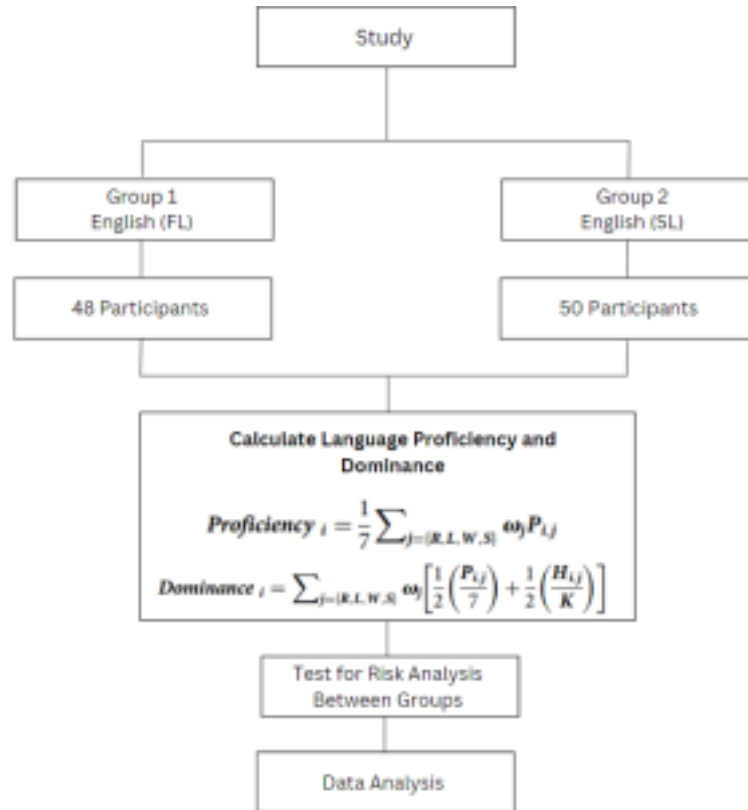 Study
Group 1
English (FL)
Group 2
English (SL)
48 Participants
50 Participants
Calculate Language Proficiency and
Dominance
Proficiency i = 1/7 ∑ j={R,L,W,S} ωj Pi,j
Dominance i = ∑ j={R,L,W,S} ωj [1/2 (Pi,j/7) + 1/2 (Hi,j/K)]
Test for Risk Analysis
Between Groups
Data Analysis